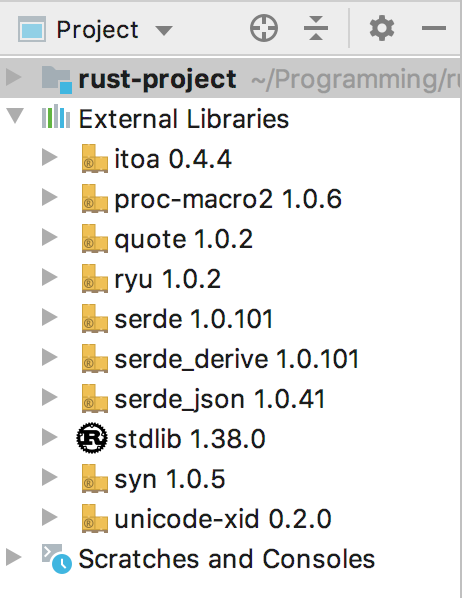 Project
rust-project ~/Programming/
External Libraries
itoa 0.4.4
proc-macro2 1.0.6
quote 1.0.2
ryu 1.0.2
serde 1.0.101
serde_derive 1.0.101
serde_json 1.0.41
stdlib 1.38.0
syn 1.0.5
unicode-xid 0.2.0
Scratches and Consoles